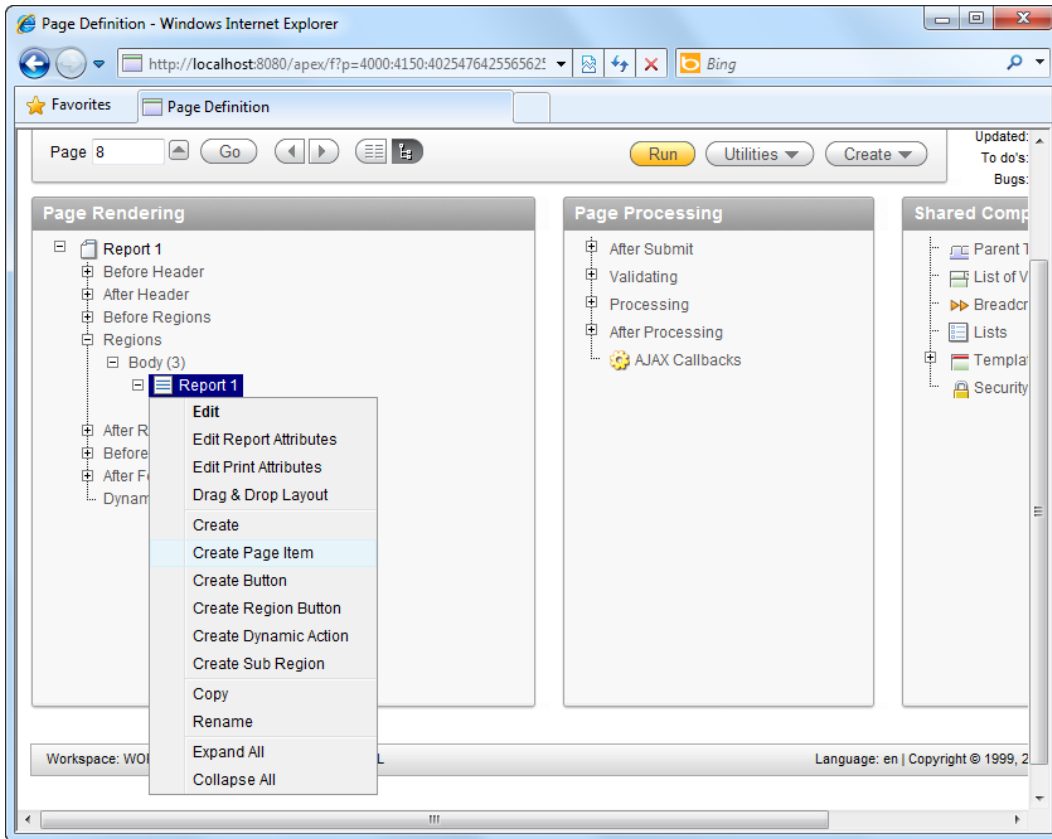 Page Definition - Windows Internet Explorer
http://localhost:8080/apex/f?p=4000:4150:402547642556562
Bing
Favorites
Page Definition
Page 8 Go
Run Utilities Create
Updated:
To do's:
Bugs:
Page Rendering
Report 1
Before Header
After Header
Before Regions
Regions
Body (3)
Report 1
After R
Before
After F
Dynam
Edit
Edit Report Attributes
Edit Print Attributes
Drag & Drop Layout
Create
Create Page Item
Create Button
Create Region Button
Create Dynamic Action
Create Sub Region
Copy
Rename
Expand All
Collapse All
Page Processing
After Submit
Validating
Processing
After Processing
AJAX Callbacks
Shared Comp
Parent T
List of V
Breadcr
Lists
Templa
Security
Workspace: WO
L
Language: en | Copyright © 1999, 2